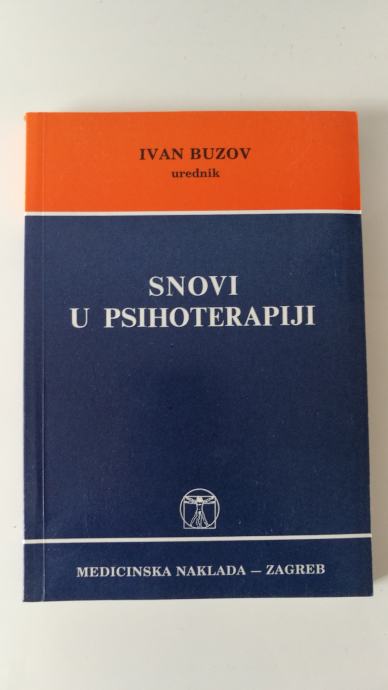 IVAN BUZOV
urednik
SNOVI
U PSIHOTERAPIJI
MEDICINSKA NAKLADA — ZAGREB